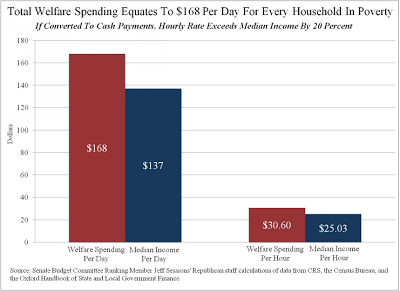 Total Welfare Spending Equates To $168 Per Day For Every Household In Poverty
If Converted To Cash Payments, Hourly Rate Exceeds Median Income By 20 Percent
180
160
140
120
100
80
60
40
20
0
Dollars
$168
$137
$30.60
$25.03
Welfare Spending Per Day
Median Income Per Day
Welfare Spending Per Hour
Median Income Per Hour
Source: Senate Budget Committee Ranking Member Jeff Sessions' Republican staff calculations of data from CRS, the Census Bureau, and
the Oxford Handbook of State and Local Government Finance.